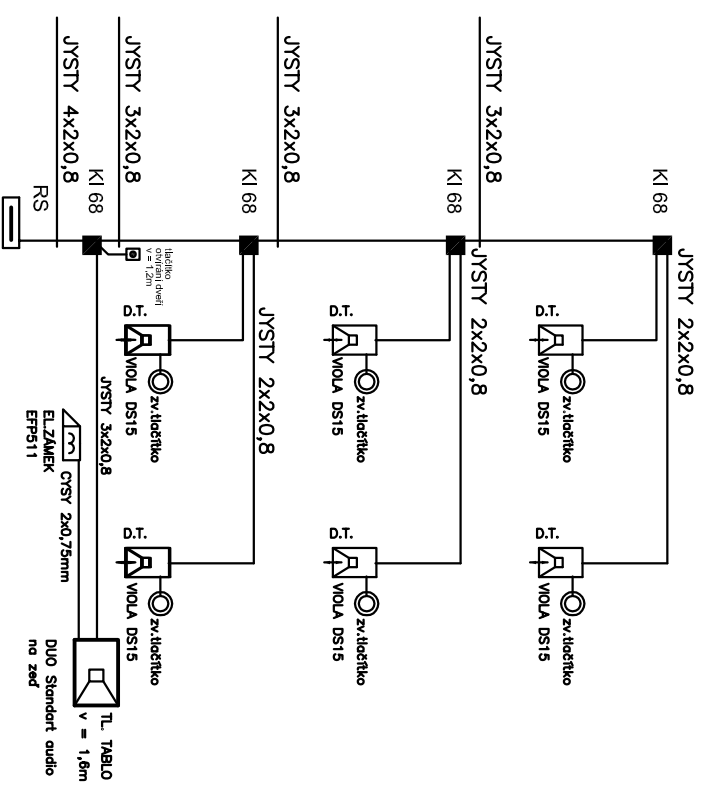 KI 68
JYSTY 2x2x0,8
D.T.
zv.tlačítko
VIOLA DS15
D.T.
zv.tlačítko
VIOLA DS15
JYSTY 3x2x0,8
KI 68
JYSTY 2x2x0,8
D.T.
zv.tlačítko
VIOLA DS15
D.T.
zv.tlačítko
VIOLA DS15
JYSTY 3x2x0,8
KI 68
JYSTY 2x2x0,8
D.T.
zv.tlačítko
VIOLA DS15
D.T.
zv.tlačítko
VIOLA DS15
JYSTY 3x2x0,8
tlačítko
otvírání dveří
v = 1,2m
KI 68
JYSTY 3x2x0,8
TL. TABLO
v = 1,6m
JYSTY 4x2x0,8
CYSY 2x0,75mm
EL.ZÁMEK
EFP511
DUO Standart audio
na zeď
RS